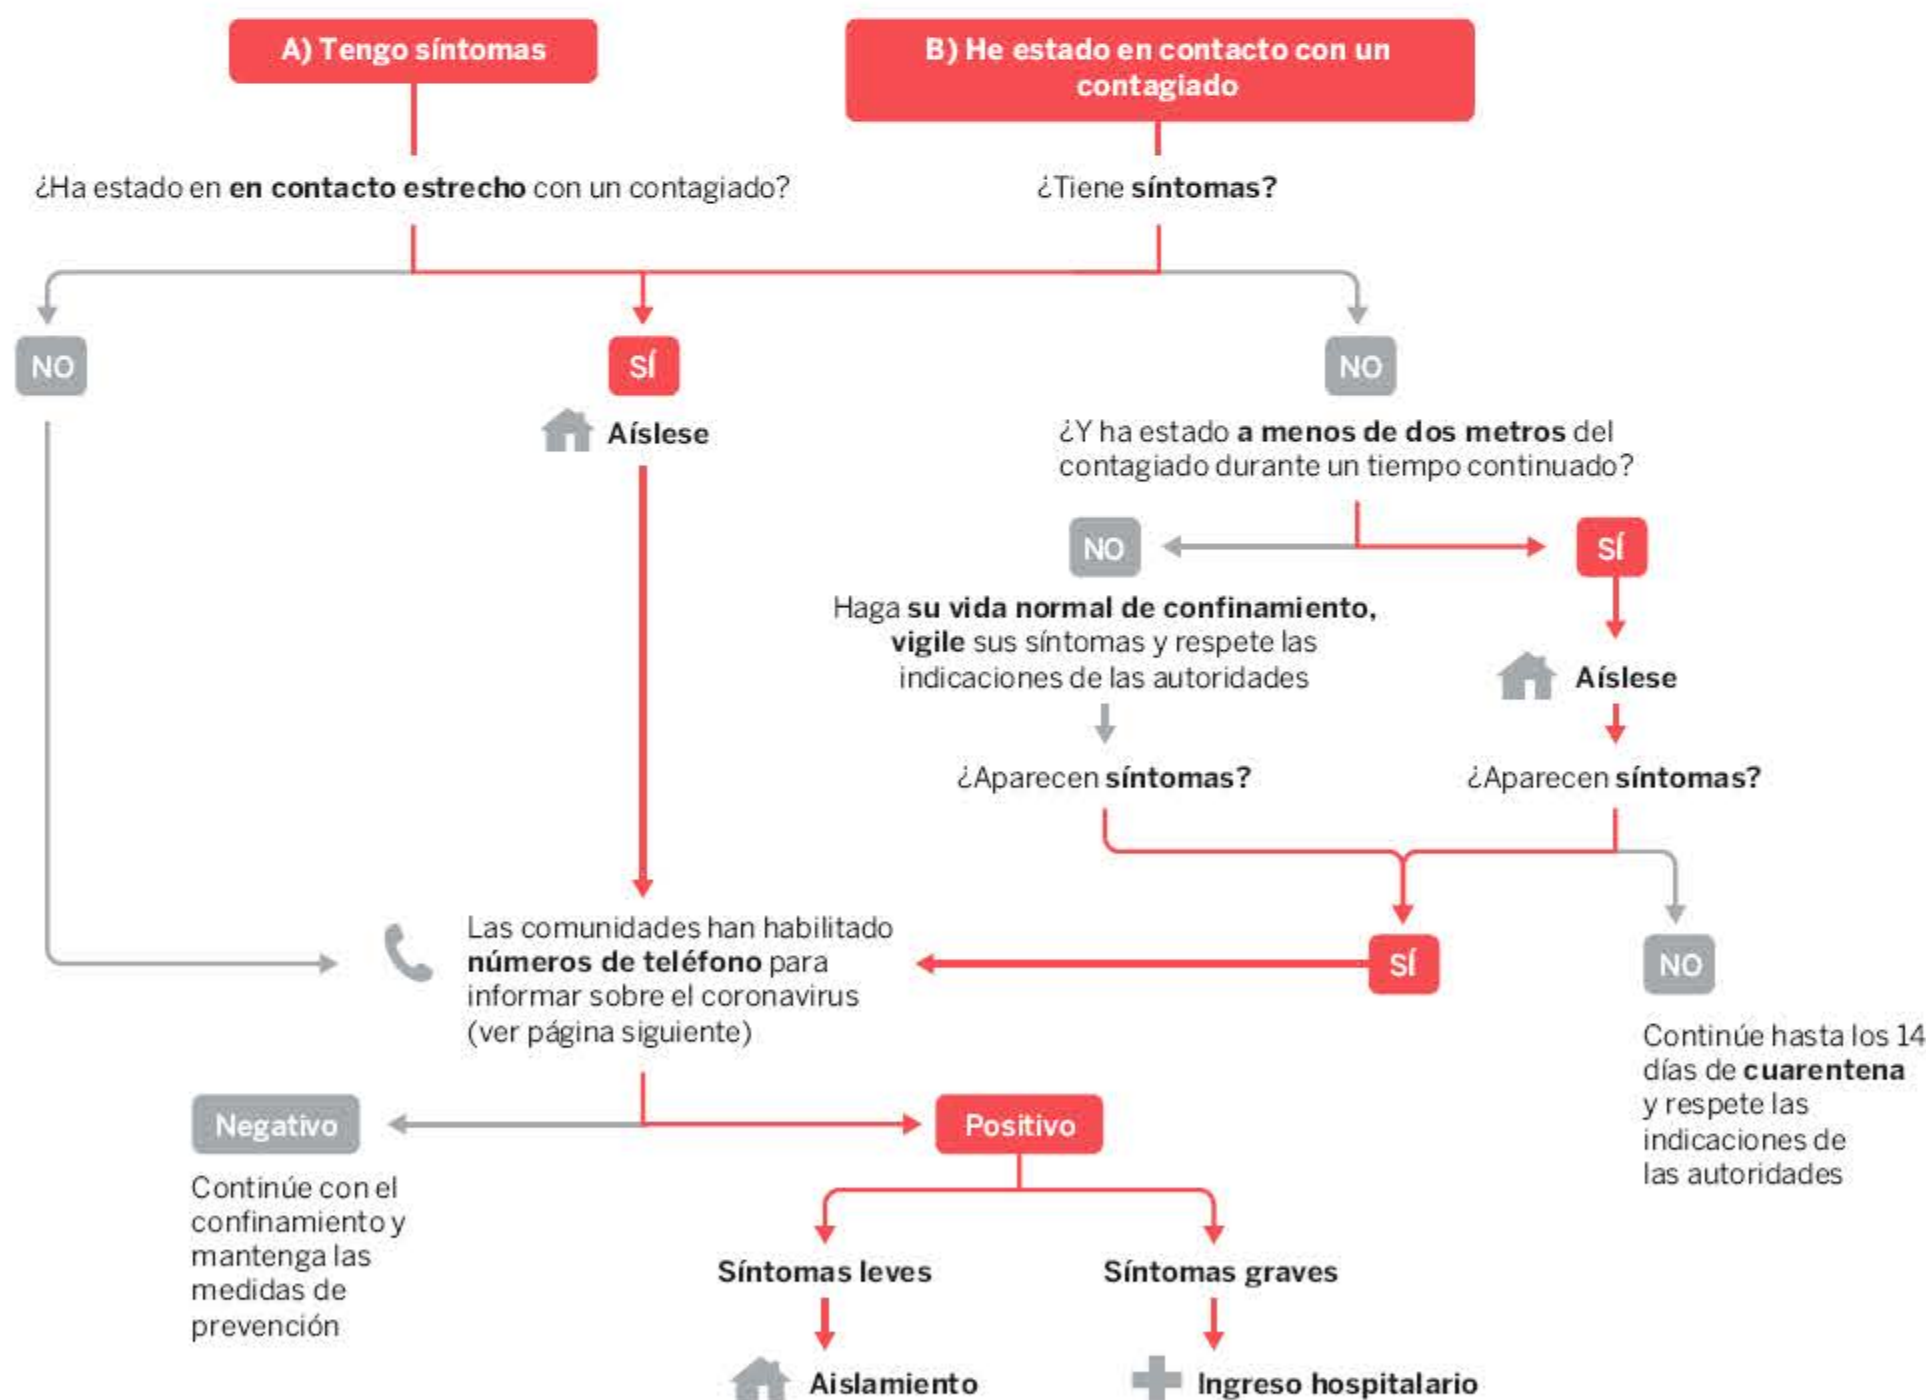 A) Tengo síntomas
B) He estado en contacto con un
contagiado
¿Ha estado en en contacto estrecho con un contagiado?
¿Tiene síntomas?
NO
SÍ
NO
Aíslese
¿Y ha estado a menos de dos metros del
contagiado durante un tiempo continuado?
NO
SÍ
Haga su vida normal de confinamiento,
vigile sus síntomas y respete las
indicaciones de las autoridades
Aíslese
¿Aparecen síntomas?
¿Aparecen síntomas?
Las comunidades han habilitado
números de teléfono para
informar sobre el coronavirus
(ver página siguiente)
SÍ
NO
Continúe hasta los 14
días de cuarentena
y respete las
indicaciones de
las autoridades
Negativo
Positivo
Continúe con el
confinamiento y
mantenga las
medidas de
prevención
Síntomas leves
Síntomas graves
Aislamiento
Ingreso hospitalario